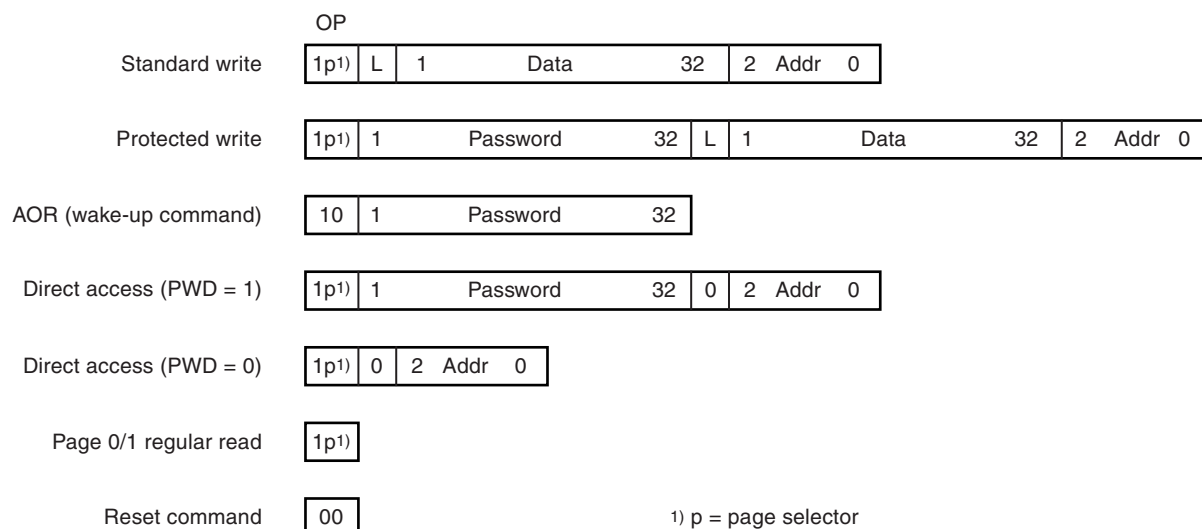 OP
Standard write 1p1) L 1 Data 32 2 Addr 0
Protected write 1p1) 1 Password 32 L 1 Data 32 2 Addr 0
AOR (wake-up command) 10 1 Password 32
Direct access (PWD = 1) 1p1) 1 Password 32 0 2 Addr 0
Direct access (PWD = 0) 1p1) 0 2 Addr 0
Page 0/1 regular read 1p1)
Reset command 00 1) p = page selector